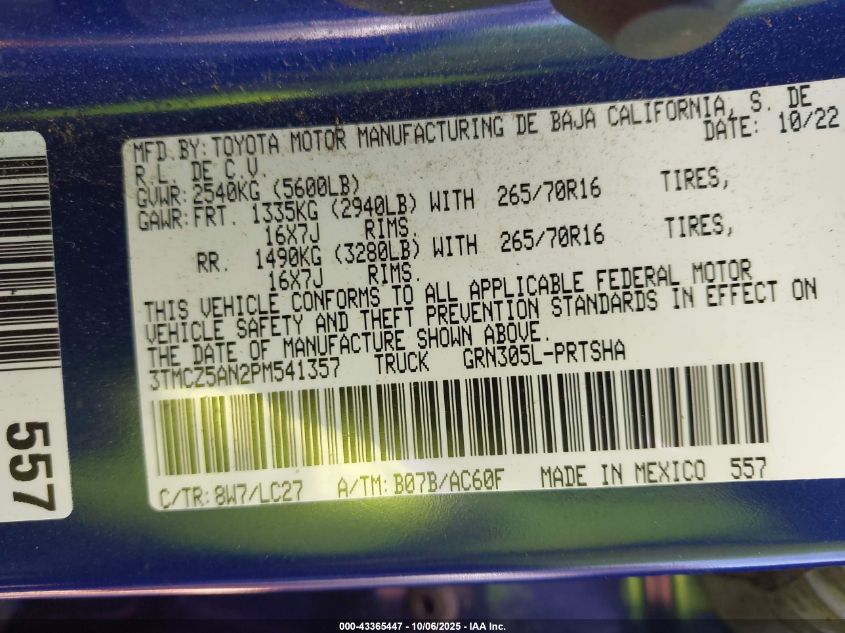 MFD.BY: TOYOTA MOTOR MANUFACTURING DE BAJA CALIFORNIA, S. DE
R.L. DE C.V. DATE: 10/22
GVWR: 2540KG (5600LB)
GAWR: FRT. 1335KG (2940LB) WITH 265/70R16 TIRES,
16X7J RIMS.
RR. 1490KG (3280LB) WITH 265/70R16 TIRES,
16X7J RIMS.
THIS VEHICLE CONFORMS TO ALL APPLICABLE FEDERAL MOTOR
VEHICLE SAFETY AND THEFT PREVENTION STANDARDS IN EFFECT ON
THE DATE OF MANUFACTURE SHOWN ABOVE.
3TMCZ5AN2PM541357 TRUCK GRN305L-PRTSHA
C/TR: 8W7/LC27 A/TM: B07B/AC60F MADE IN MEXICO 557
557
000-43365447 - 10/06/2025 - IAA Inc.